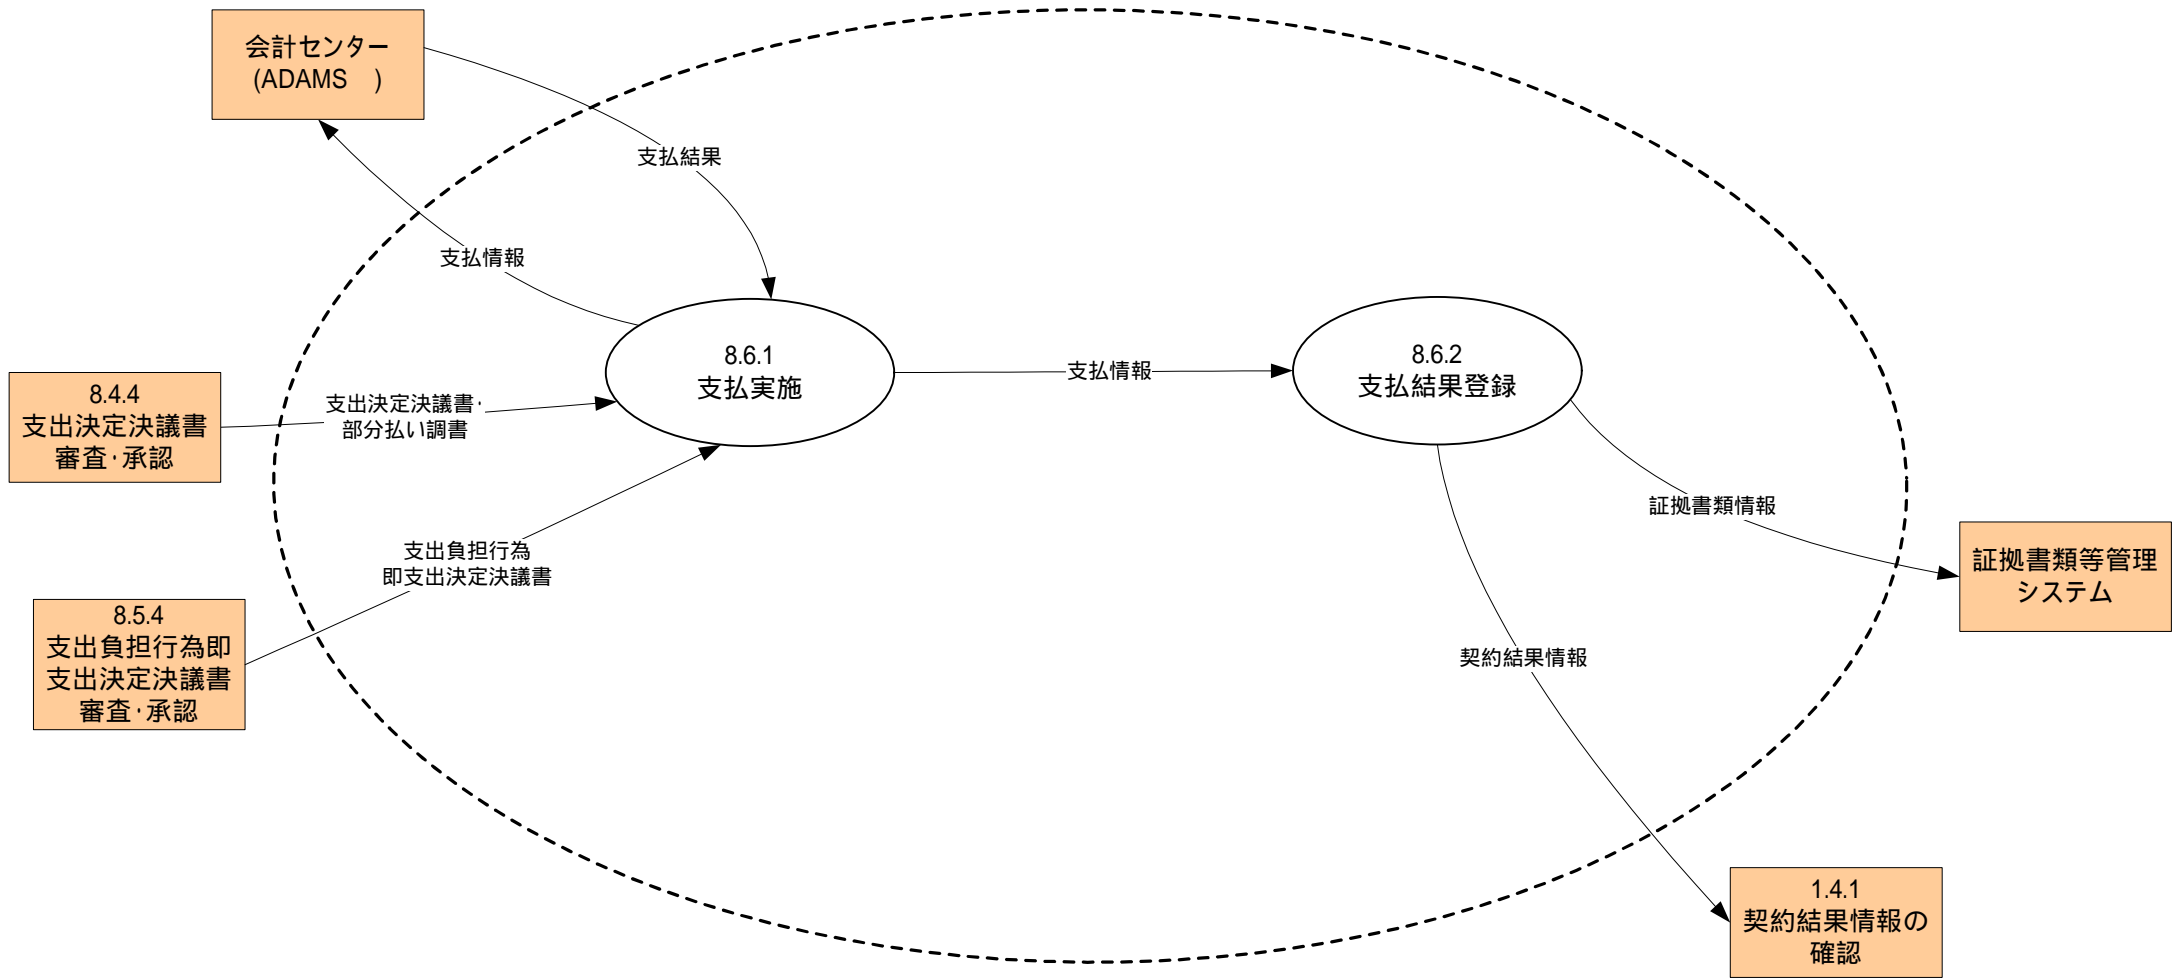 会計センター
(ADAMS　)
支払結果
支払情報
8.6.1
支払実施
支払情報
8.6.2
支払結果登録
8.4.4
支出決定決議書
審査・承認
支出決定決議書・
部分払い調書
支出負担行為
即支出決定決議書
8.5.4
支出負担行為即
支出決定決議書
審査・承認
証拠書類情報
証拠書類等管理
システム
契約結果情報
1.4.1
契約結果情報の
確認